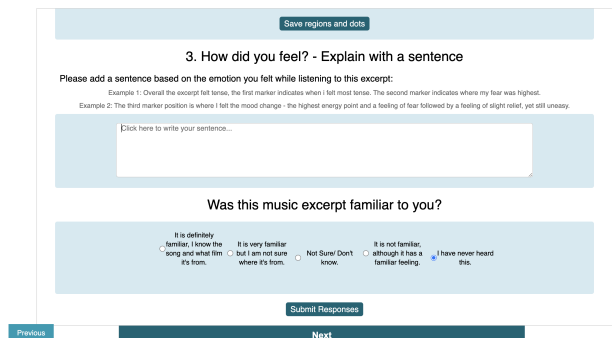 Save regions and dots
3. How did you feel? - Explain with a sentence
Please add a sentence based on the emotion you felt while listening to this excerpt:
Example 1: Overall the excerpt felt tense, the first marker indicates when i felt most tense. The second marker indicates where my fear was highest.
Example 2: The third marker position is where I felt the mood change - the highest energy point and a feeling of fear followed by a feeling of slight relief, yet still uneasy.
Click here to write your sentence...
Was this music excerpt familiar to you?
It is definitely
familiar, I know the
song and what film
it's from.
It is very familiar
but I am not sure
where it's from.
Not Sure/ Don't
know.
It is not familiar,
although it has a
familiar feeling.
I have never heard
this.
Submit Responses
Previous
Next